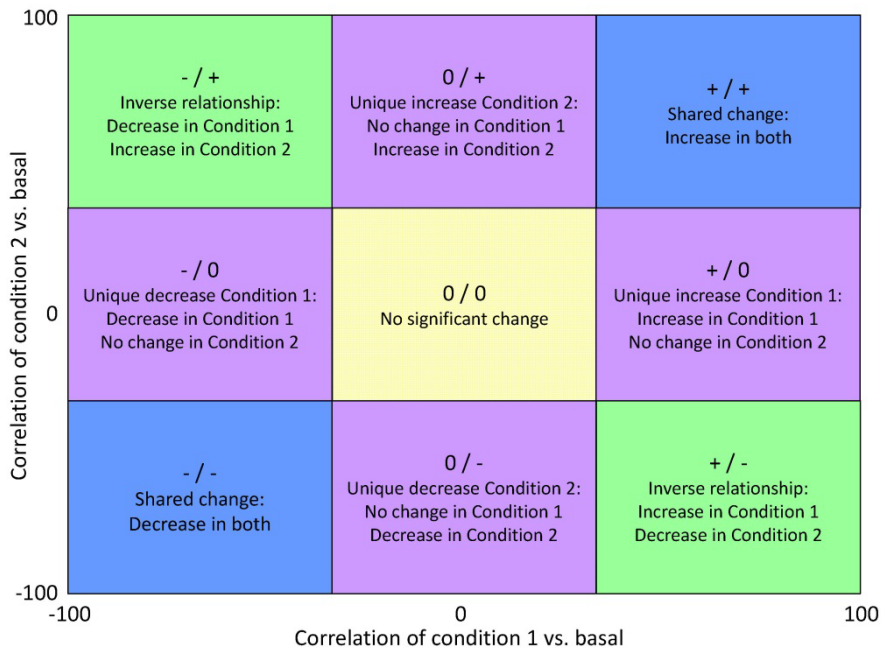 100
- / +
Inverse relationship:
Decrease in Condition 1
Increase in Condition 2
0 / +
Unique increase Condition 2:
No change in Condition 1
Increase in Condition 2
+ / +
Shared change:
Increase in both
Correlation of condition 2 vs. basal
0
- / 0
Unique decrease Condition 1:
Decrease in Condition 1
No change in Condition 2
0 / 0
No significant change
+ / 0
Unique increase Condition 1:
Increase in Condition 1
No change in Condition 2
- / -
Shared change:
Decrease in both
0 / -
Unique decrease Condition 2:
No change in Condition 1
Decrease in Condition 2
+ / -
Inverse relationship:
Increase in Condition 1
Decrease in Condition 2
-100
-100
0
100
Correlation of condition 1 vs. basal